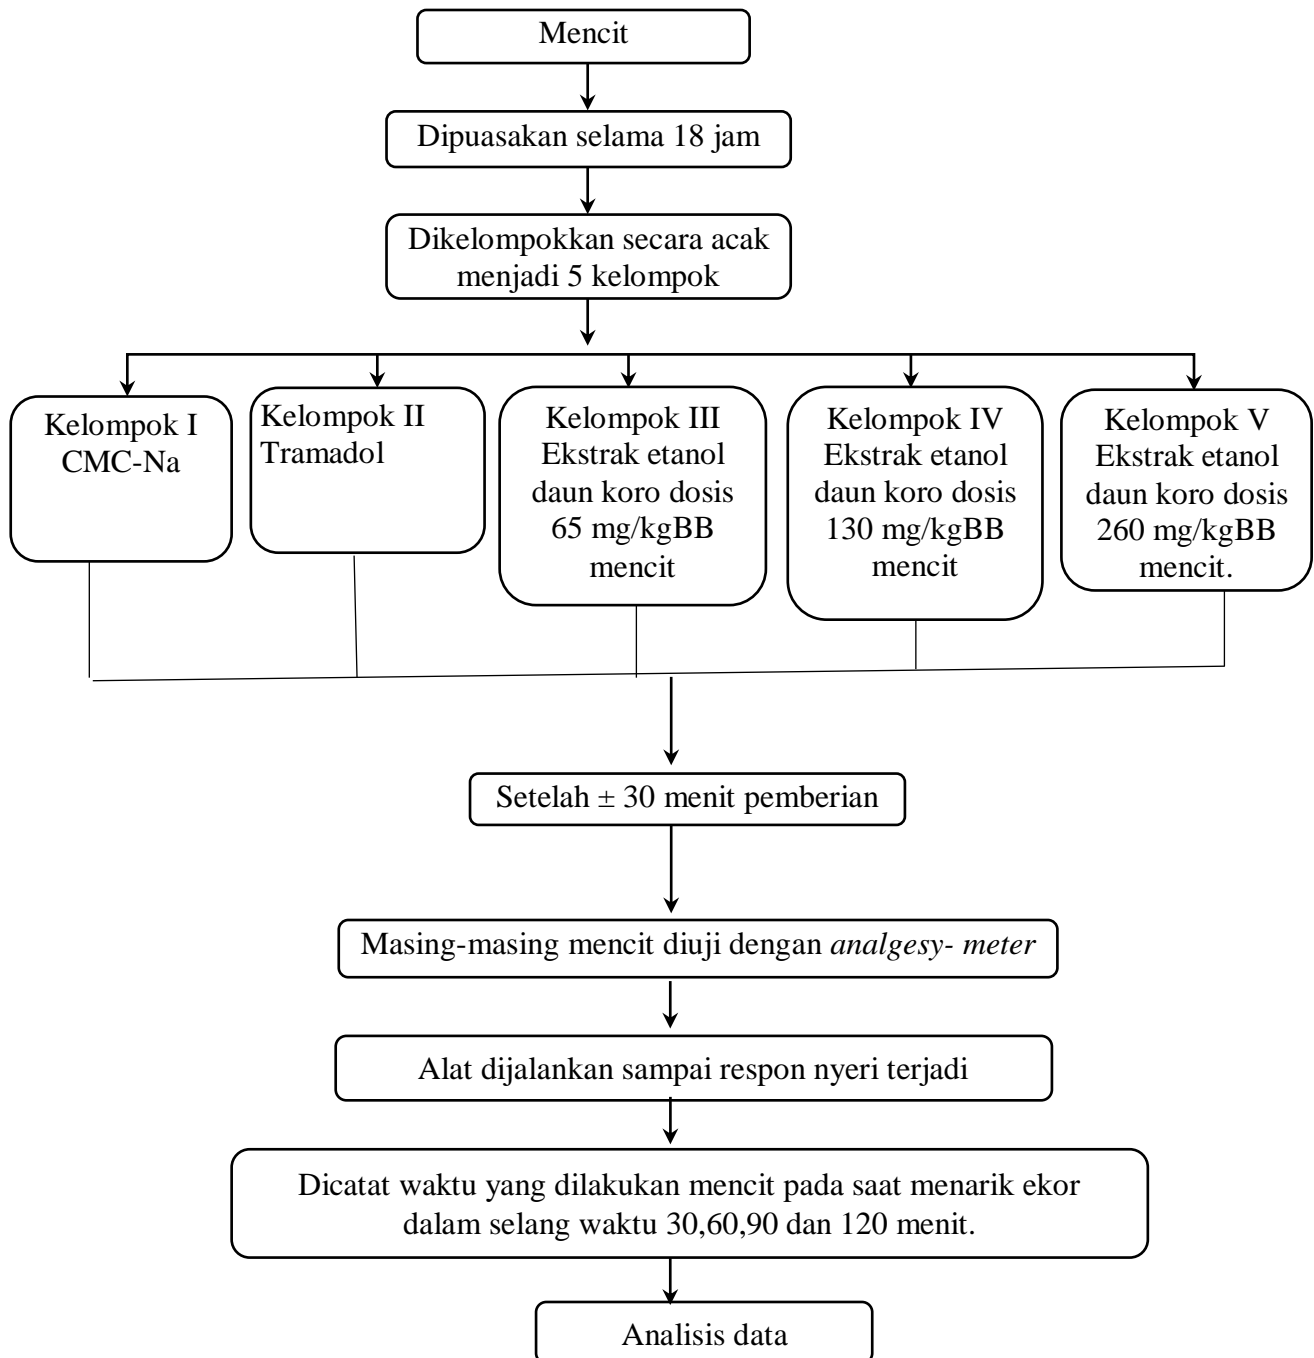 Mencit
Dipuasakan selama 18 jam
Dikelompokkan secara acak
menjadi 5 kelompok
Kelompok I
CMC-Na
Kelompok II
Tramadol
Kelompok III
Ekstrak etanol
daun koro dosis
65 mg/kgBB
mencit
Kelompok IV
Ekstrak etanol
daun koro dosis
130 mg/kgBB
mencit
Kelompok V
Ekstrak etanol
daun koro dosis
260 mg/kgBB
mencit.
Setelah ± 30 menit pemberian
Masing-masing mencit diuji dengan analgesy- meter
Alat dijalankan sampai respon nyeri terjadi
Dicatat waktu yang dilakukan mencit pada saat menarik ekor
dalam selang waktu 30,60,90 dan 120 menit.
Analisis data